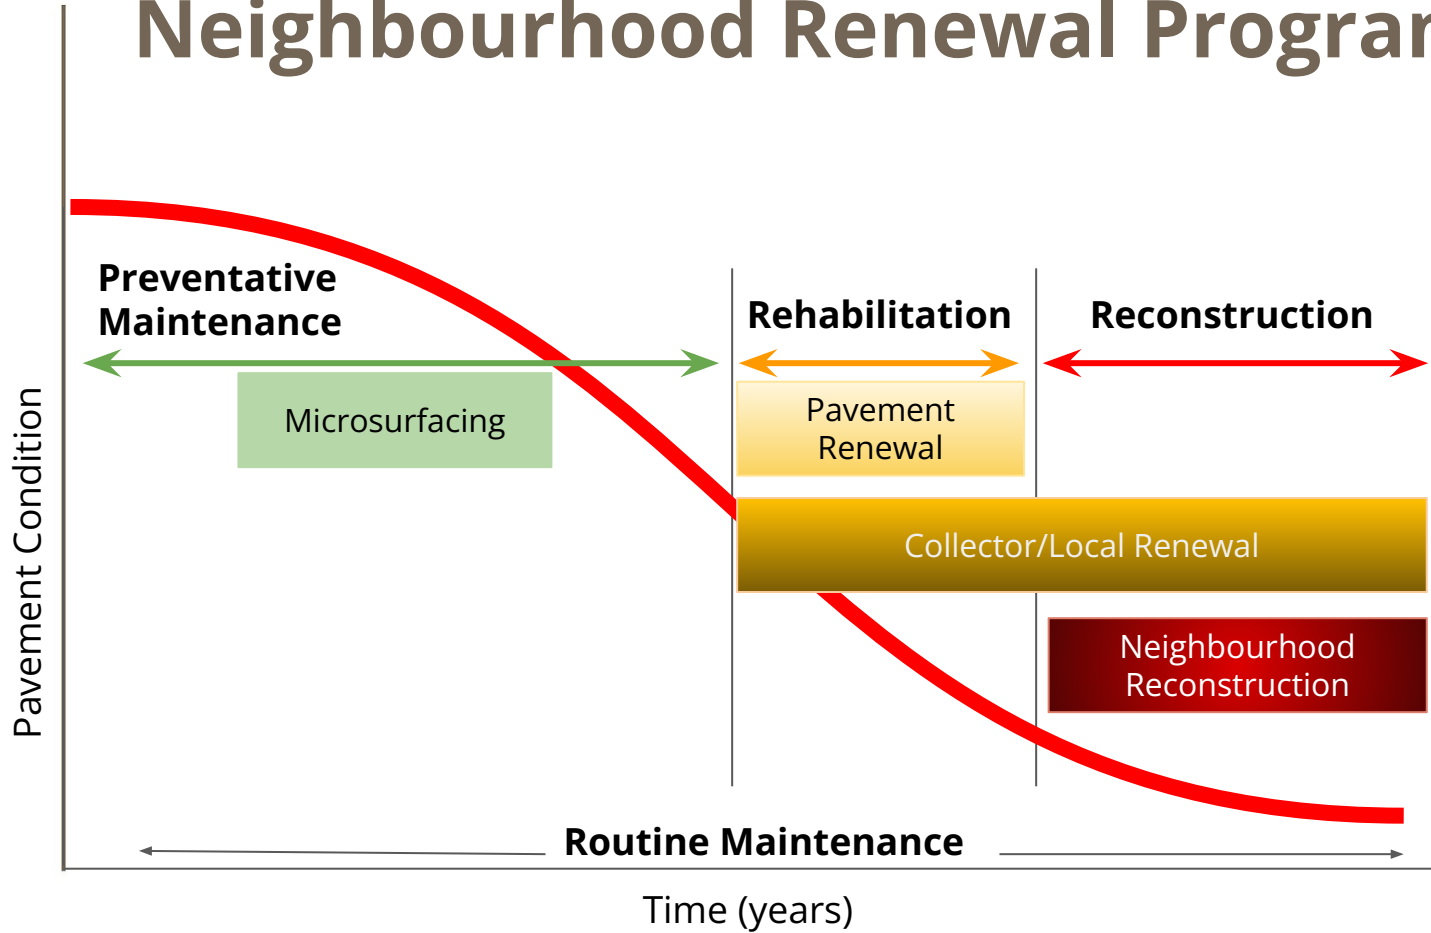 Neighbourhood Renewal
Preventative
Maintenance
Rehabilitation
Reconstruction
Microsurfacing
Pavement
Renewal
Collector/Local Renewal
Neighbourhood
Reconstruction
Pavement Condition
Routine Maintenance
Time (years)